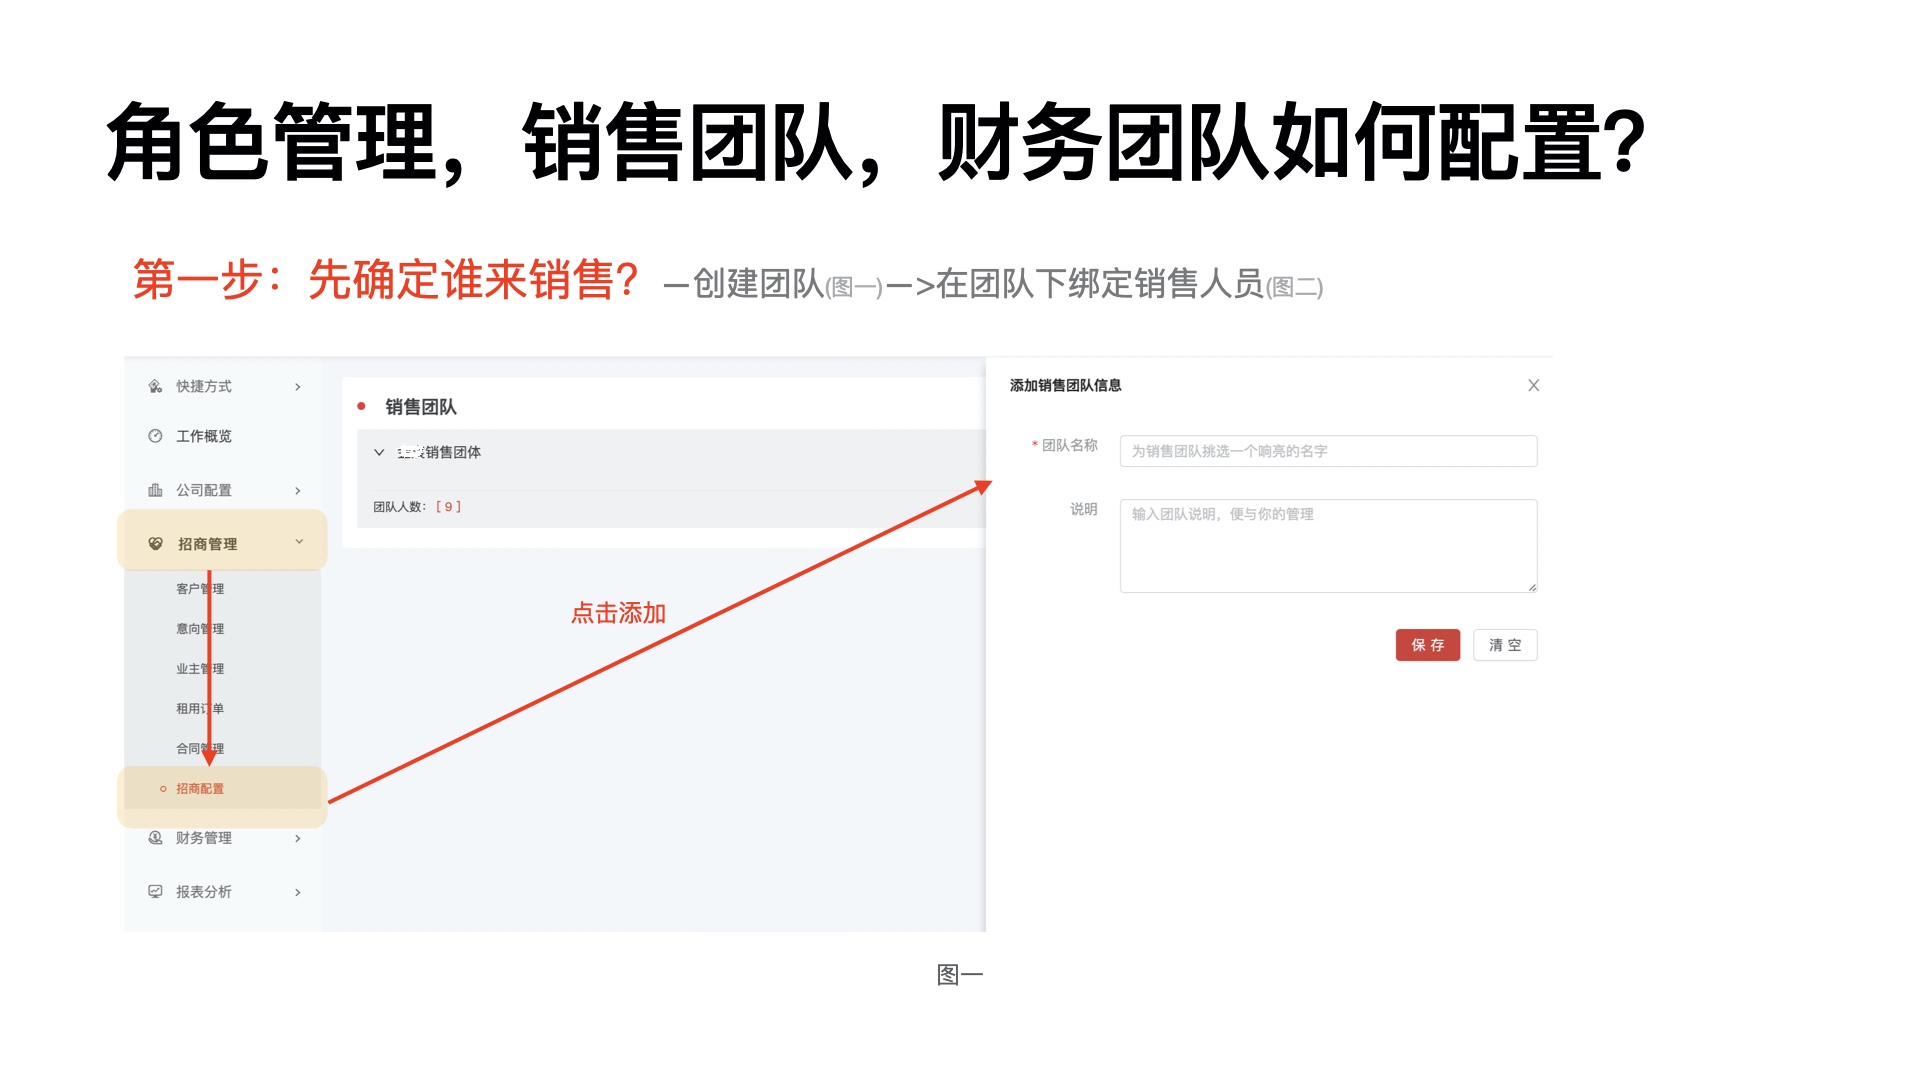 角色管理，销售团队，财务团队如何配置？
第一步：先确定谁来销售？ —创建团队(图一)—>在团队下绑定销售人员(图二)
快捷方式
工作概览
公司配置
招商管理
客户管理
意向管理
业主管理
租用订单
合同管理
招商配置
财务管理
报表分析
销售团队
销售团体
团队人数： [ 9 ]
点击添加
添加销售团队信息
* 团队名称
为销售团队挑选一个响亮的名字
说明
输入团队说明，便与你的管理
保 存
清 空
图一